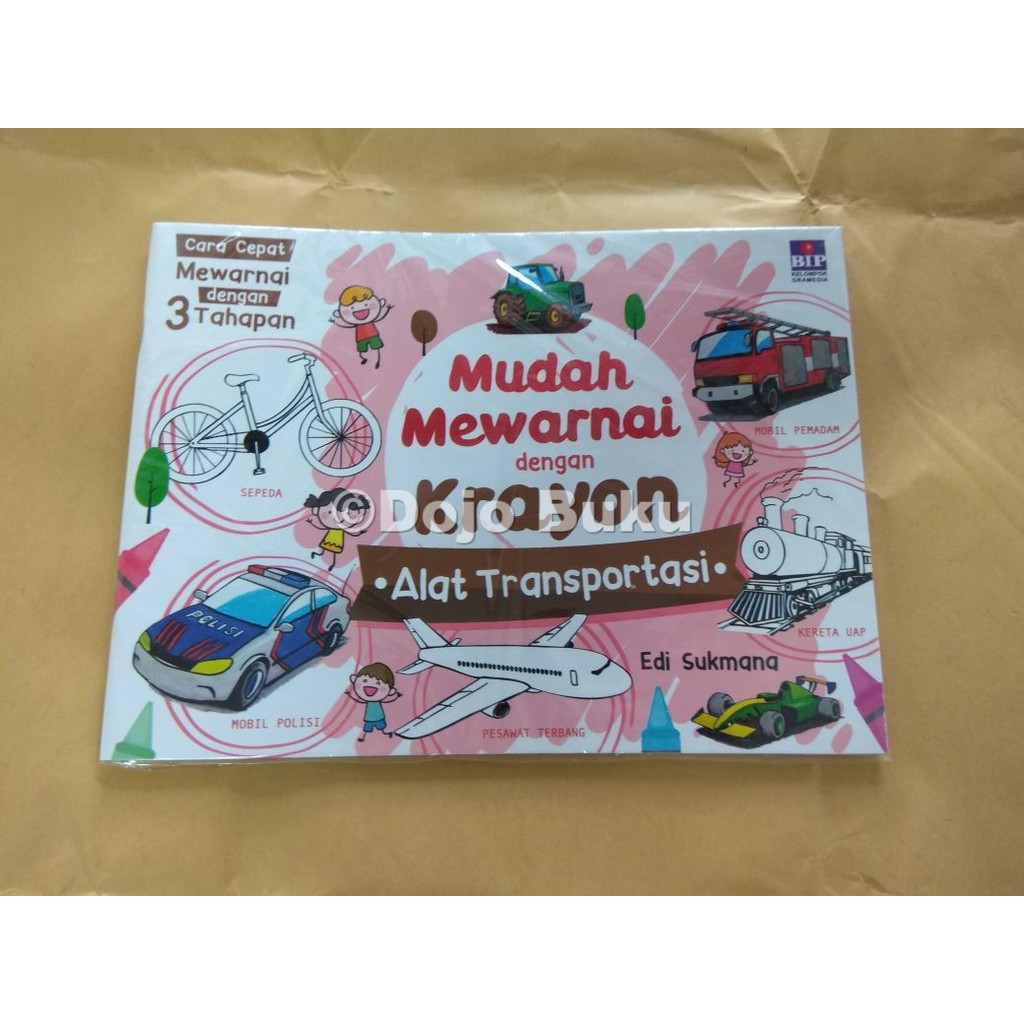 Cara Cepat
Mewarnai
dengan
3 Tahapan
BIP
KELOMPOK
GRAMEDIA
Mudah
Mewarnai
dengan
Krayon
• Alat Transportasi •
©Dojo Buku
MOBIL PEMADAM
SEPEDA
KERETA UAP
POLISI
MOBIL POLISI
PESAWAT TERBANG
Edi Sukmana